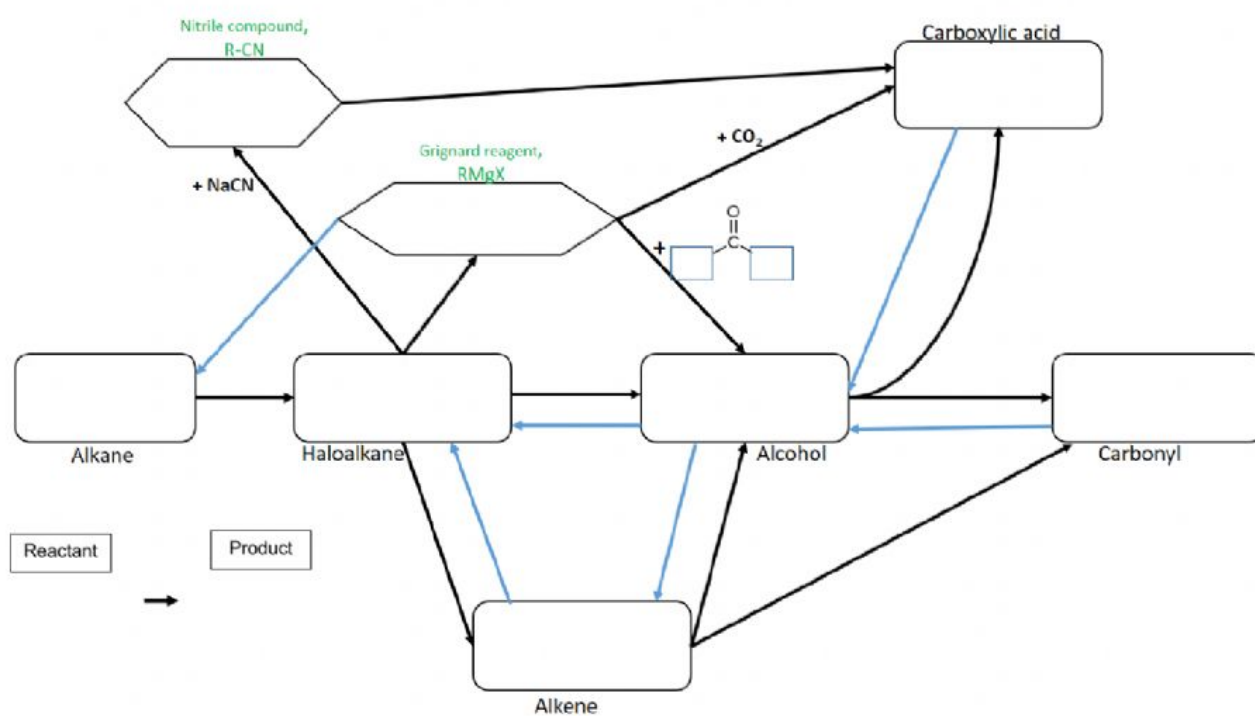 Nitrile compound,
R-CN
Carboxylic acid
+ CO₂
Grignard reagent,
RMgX
+ NaCN
O
+
C
Alkane
Haloalkane
Alcohol
Carbonyl
Reactant
Product
Alkene